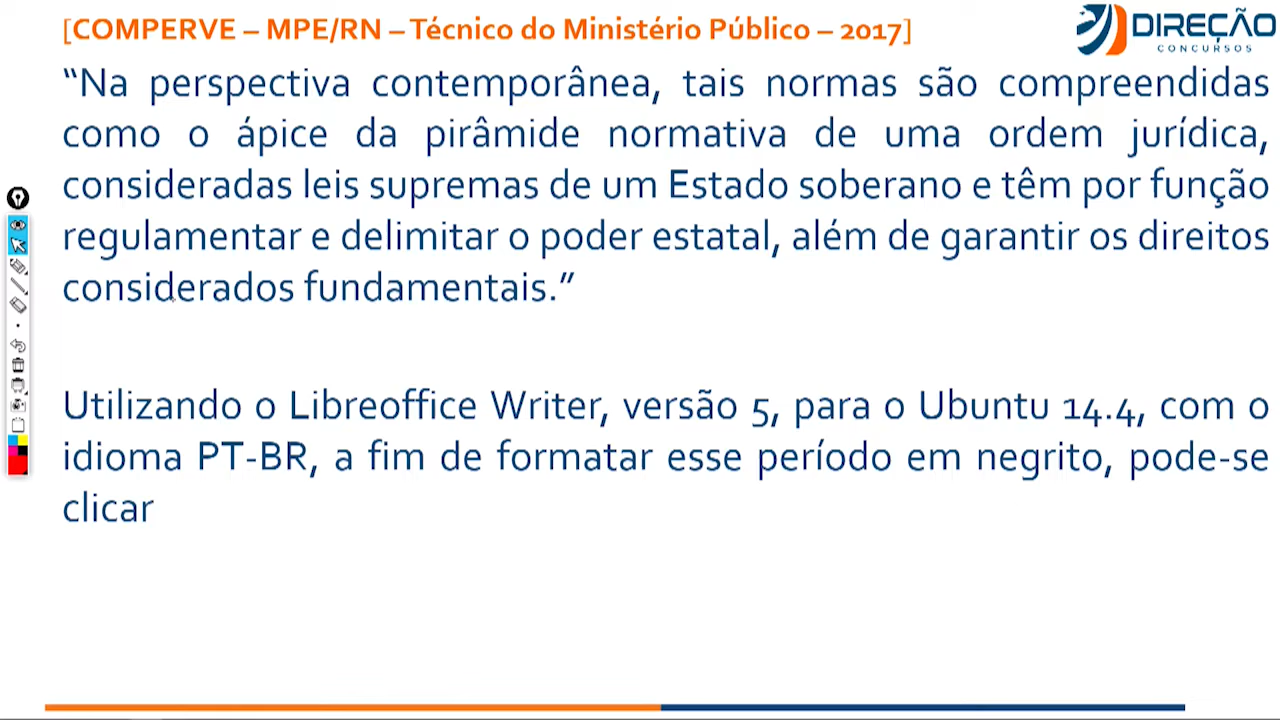 [COMPERVE – MPE/RN – Técnico do Ministério Público – 2017]
DIREÇÃO
CONCURSOS
“Na perspectiva contemporânea, tais normas são compreendidas
como o ápice da pirâmide normativa de uma ordem jurídica,
consideradas leis supremas de um Estado soberano e têm por função
regulamentar e delimitar o poder estatal, além de garantir os direitos
considerados fundamentais.”
Utilizando o Libreoffice Writer, versão 5, para o Ubuntu 14.4, com o
idioma PT-BR, a fim de formatar esse período em negrito, pode-se
clicar